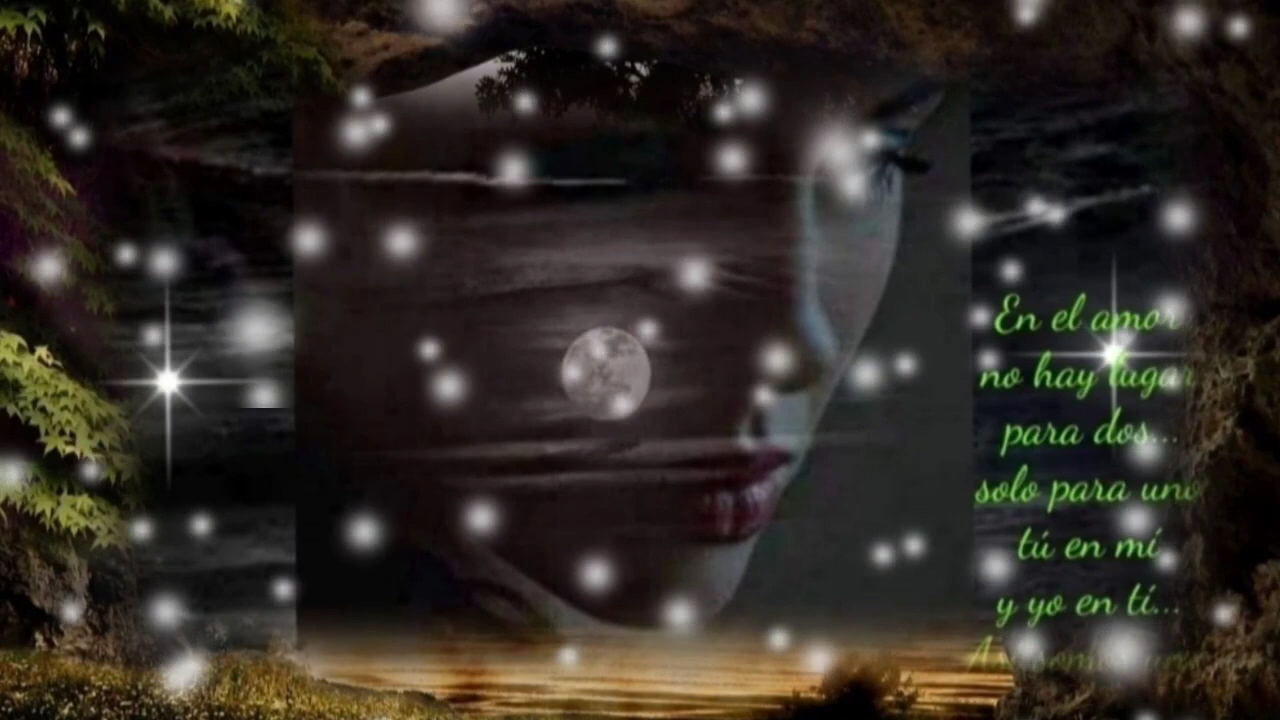 En el amor
no hay lugar
para dos...
solo para uno
tú en mí
y yo en tí...